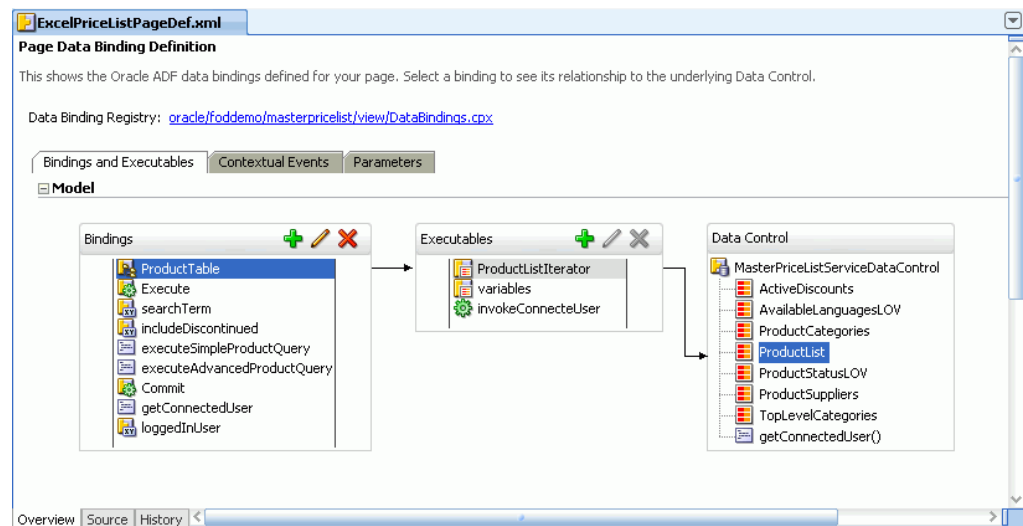 ExcelPriceListPageDef.xml
Page Data Binding Definition
This shows the Oracle ADF data bindings defined for your page. Select a binding to see its relationship to the underlying Data Control.
Data Binding Registry: oracle/foddemo/masterpricelist/view/DataBindings.cpx
Bindings and Executables Contextual Events Parameters
Model
Bindings
ProductTable
Execute
searchTerm
includeDiscontinued
executeSimpleProductQuery
executeAdvancedProductQuery
Commit
getConnectedUser
loggedInUser
Executables
ProductListIterator
variables
invokeConnecteUser
Data Control
MasterPriceListServiceDataControl
ActiveDiscounts
AvailableLanguagesLOV
ProductCategories
ProductList
ProductStatusLOV
ProductSuppliers
TopLevelCategories
getConnectedUser()
Overview Source History